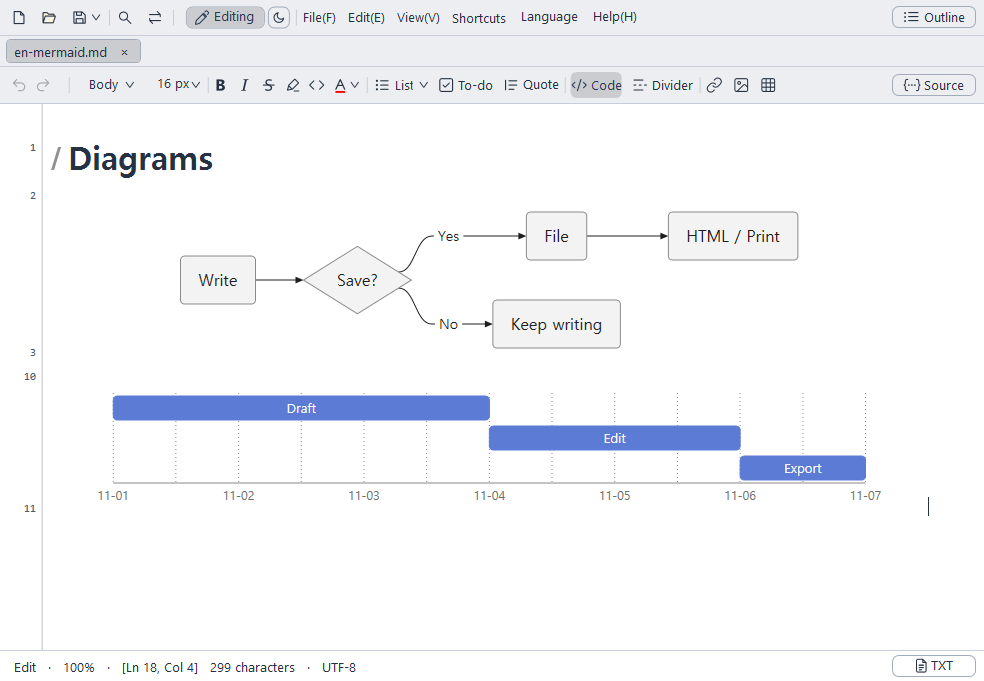 Editing File(F) Edit(E) View(V) Shortcuts Language Help(H) Outline
en-mermaid.md ×
Body 16 px B I S A List To-do Quote </> Code Divider {···} Source
1 / Diagrams
2
Yes File HTML / Print
Write Save?
No Keep writing
3
10
Draft
Edit
Export
11-01 11-02 11-03 11-04 11-05 11-06 11-07
11
Edit · 100% · [Ln 18, Col 4] 299 characters · UTF-8 TXT